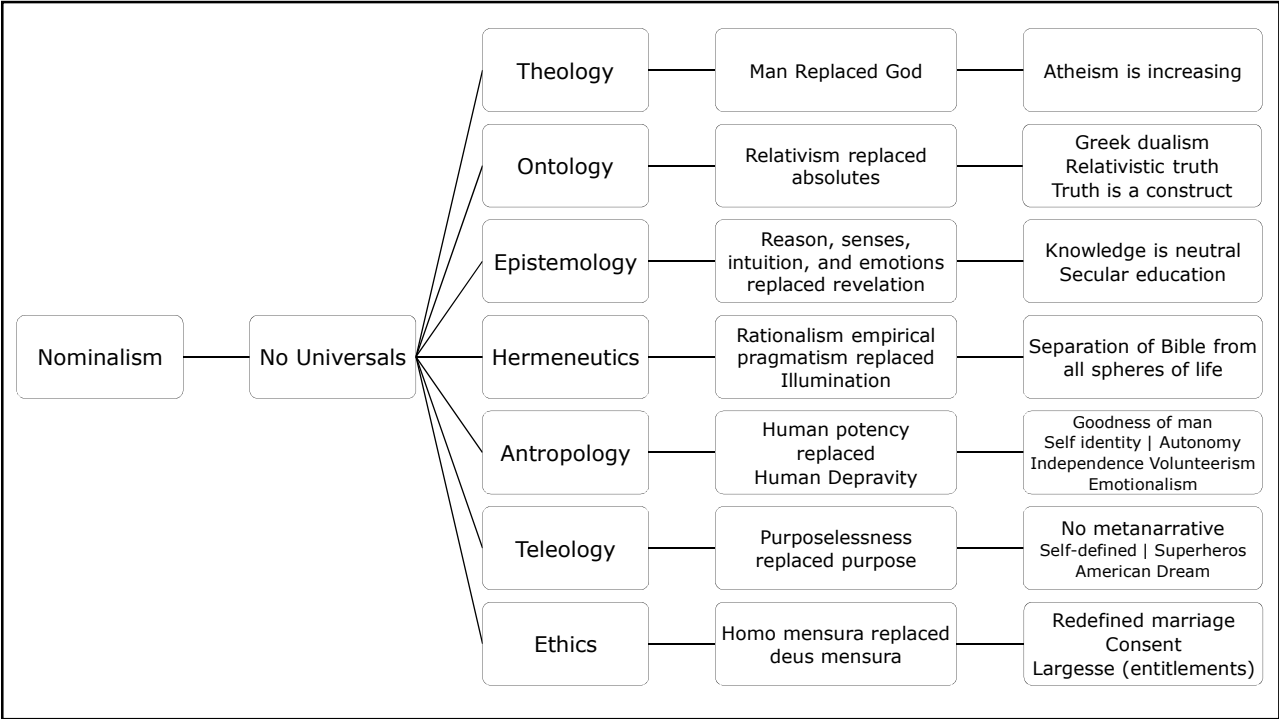 Nominalism
No Universals
Theology
Man Replaced God
Atheism is increasing
Ontology
Relativism replaced
absolutes
Greek dualism
Relativistic truth
Truth is a construct
Epistemology
Reason, senses,
intuition, and emotions
replaced revelation
Knowledge is neutral
Secular education
Hermeneutics
Rationalism empirical
pragmatism replaced
Illumination
Separation of Bible from
all spheres of life
Antropology
Human potency
replaced
Human Depravity
Goodness of man
Self identity | Autonomy
Independence Volunteerism
Emotionalism
Teleology
Purposelessness
replaced purpose
No metanarrative
Self-defined | Superheros
American Dream
Ethics
Homo mensura replaced
deus mensura
Redefined marriage
Consent
Largesse (entitlements)